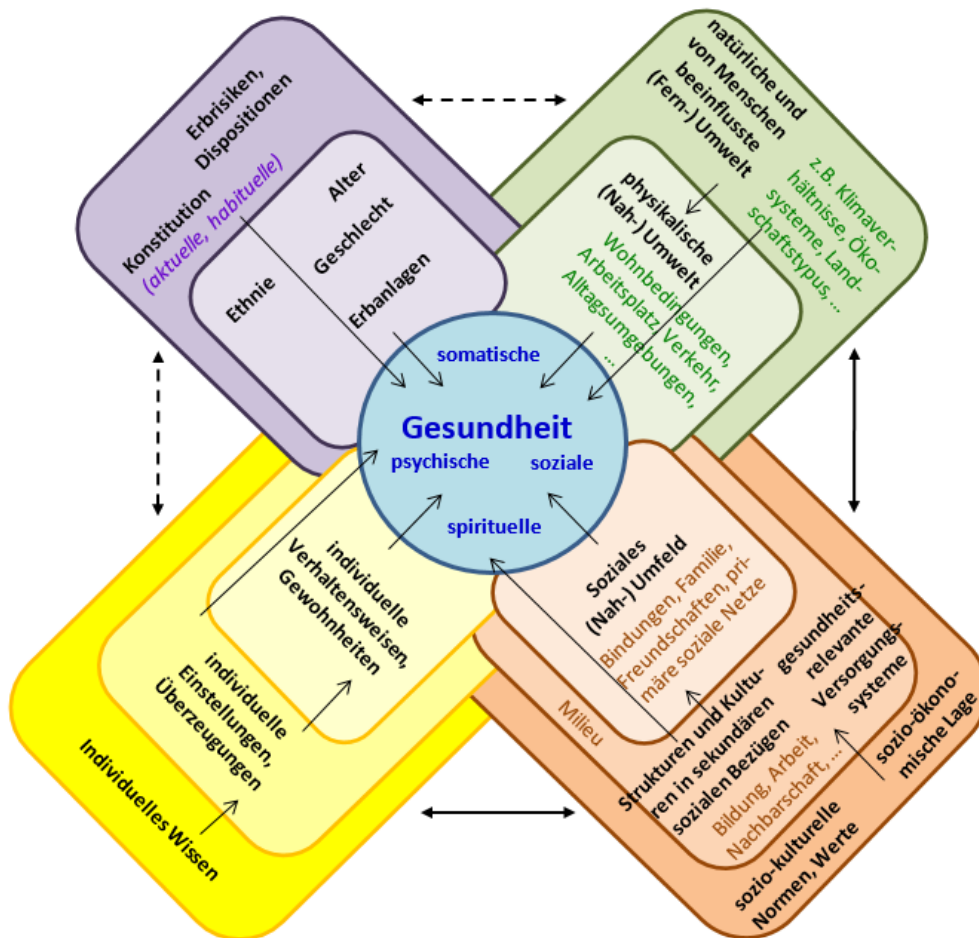 Erbrisiken,
Dispositionen
Konstitution
(aktuelle, habituelle)
Alter
Geschlecht
Ethnie
Erbanlagen
natürliche und
von Menschen
beeinflusste
(Fern-) Umwelt
z.B. Klimaver-
hältnisse, Öko-
systeme, Land-
schaftstypus, ...
physikalische
(Nah-) Umwelt
Wohnbedingungen,
Arbeitsplatz, Verkehr,
Alltagsumgebungen,
...
somatische
Gesundheit
psychische
soziale
spirituelle
individuelle
Verhaltensweisen,
Gewohnheiten
individuelle
Einstellungen,
Überzeugungen
Individuelles Wissen
Soziales
(Nah-) Umfeld
Bindungen, Familie,
Freundschaften, pri-
märe soziale Netze
Milieu
Strukturen und Kultu-
ren in sekundären
sozialen Bezügen
Bildung, Arbeit,
Nachbarschaft, ...
gesundheits-
relevante
Versorgungs-
systeme
sozio-ökono-
mische Lage
sozio-kulturelle
Normen, Werte